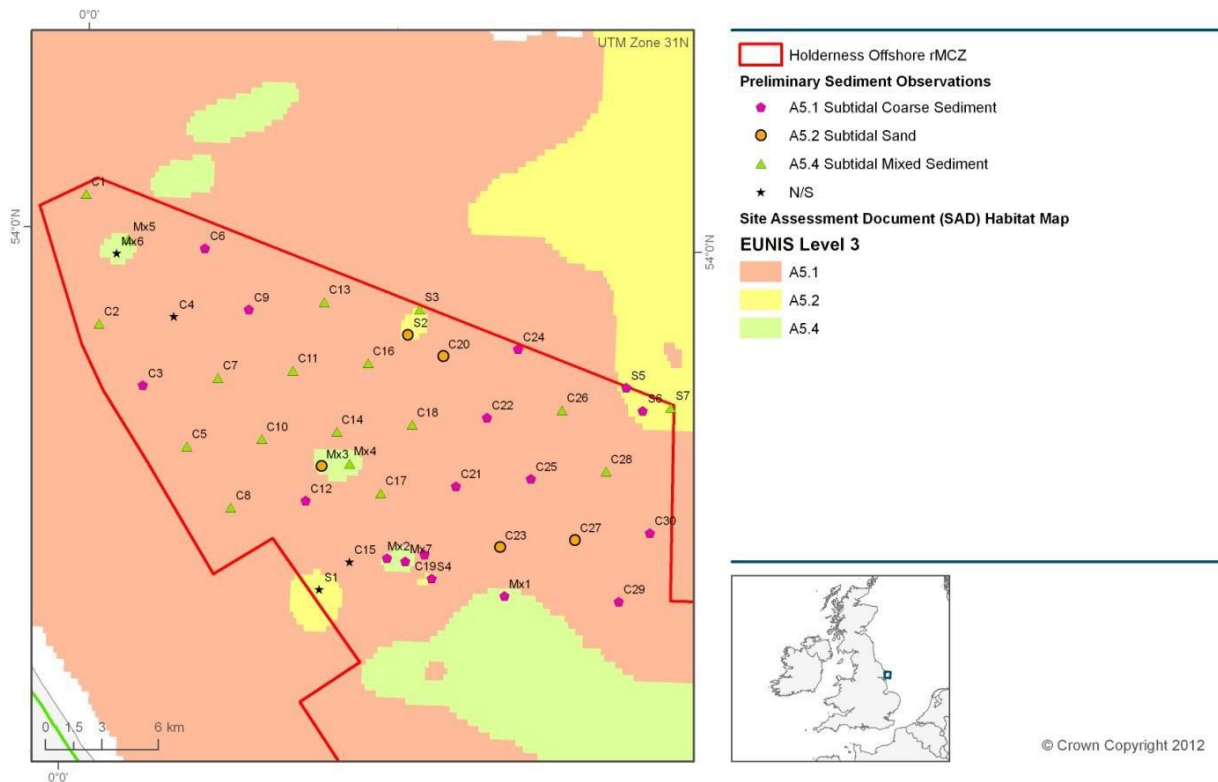 0°0'
UTM Zone 31N
54°0'N
54°0'N
C1
Mx5
Mx6
C6
C2
C4
C9
C13
S3
S2
C20
C24
C3
C7
C11
C16
S5
S6
S7
C5
C10
C14
C18
C22
C26
Mx3
Mx4
C8
C12
C17
C21
C25
C28
C15
Mx2
Mx7
C23
C27
C30
S1
C19
S4
Mx1
C29
0 1.5 3 6 km
0°0'
Holderness Offshore rMCZ
Preliminary Sediment Observations
A5.1 Subtidal Coarse Sediment
A5.2 Subtidal Sand
A5.4 Subtidal Mixed Sediment
N/S
Site Assessment Document (SAD) Habitat Map
EUNIS Level 3
A5.1
A5.2
A5.4
© Crown Copyright 2012